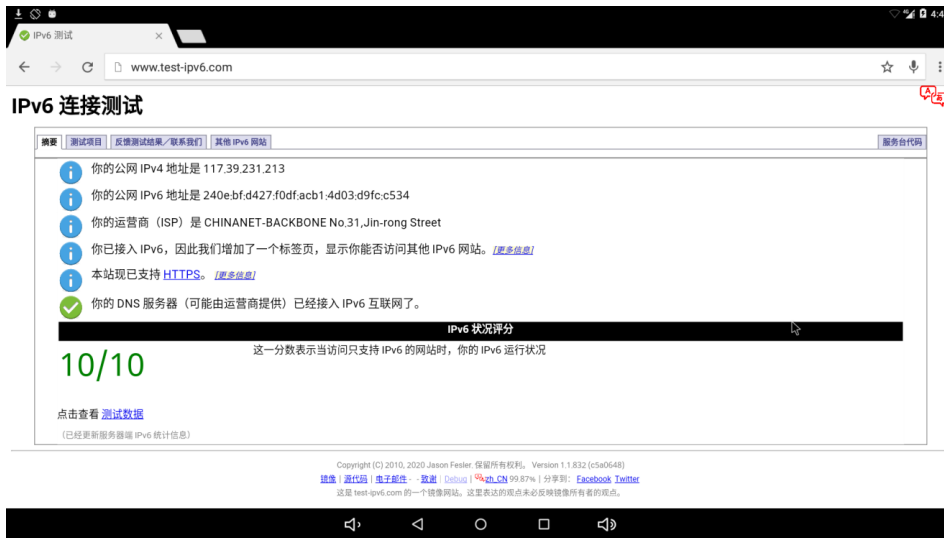 4G 4:4
IPv6 测试
www.test-ipv6.com
IPv6 连接测试
摘要 测试项目 反馈测试结果／联系我们 其他 IPv6 网站 服务台代码
你的公网 IPv4 地址是 117.39.231.213
你的公网 IPv6 地址是 240e:bf:d427:f0df:acb1:4d03:d9fc:c534
你的运营商（ISP）是 CHINANET-BACKBONE No.31,Jin-rong Street
你已接入 IPv6，因此我们增加了一个标签页，显示你能否访问其他 IPv6 网站。[更多信息]
本站现已支持 HTTPS。 [更多信息]
你的 DNS 服务器（可能由运营商提供）已经接入 IPv6 互联网了。
IPv6 状况评分
10/10
这一分数表示当访问只支持 IPv6 的网站时，你的 IPv6 运行状况
点击查看 测试数据
（已经更新服务器端 IPv6 统计信息）
Copyright (C) 2010, 2020 Jason Fesler. 保留所有权利。 Version 1.1.832 (c5a0648)
镜像 | 源代码 | 电子邮件 - - 致谢 | Debug | zh_CN 99.87% | 分享到： Facebook Twitter
这是 test-ipv6.com 的一个镜像网站。这里表达的观点未必反映镜像所有者的观点。